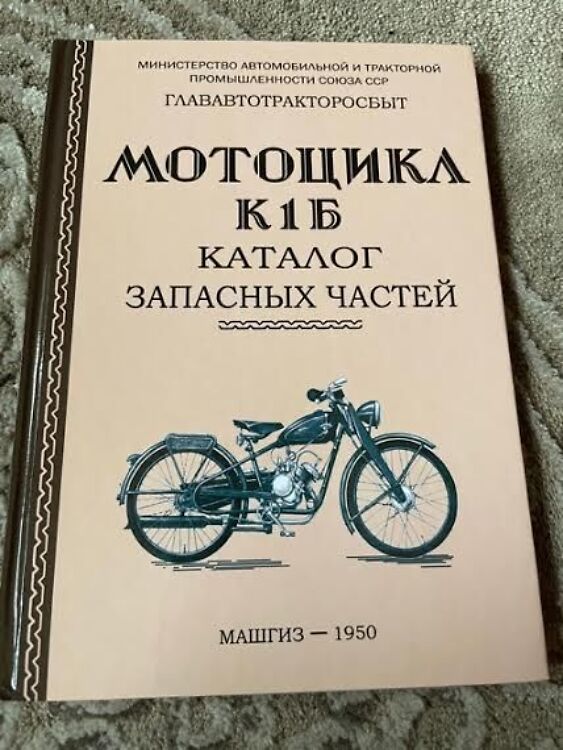 МИНИСТЕРСТВО АВТОМОБИЛЬНОЙ И ТРАКТОРНОЙ
ПРОМЫШЛЕННОСТИ СОЮЗА ССР
ГЛАВАВТОТРАКТОРОСБЫТ
МОТОЦИКЛ
К1Б
КАТАЛОГ
ЗАПАСНЫХ ЧАСТЕЙ
МАШГИЗ — 1950